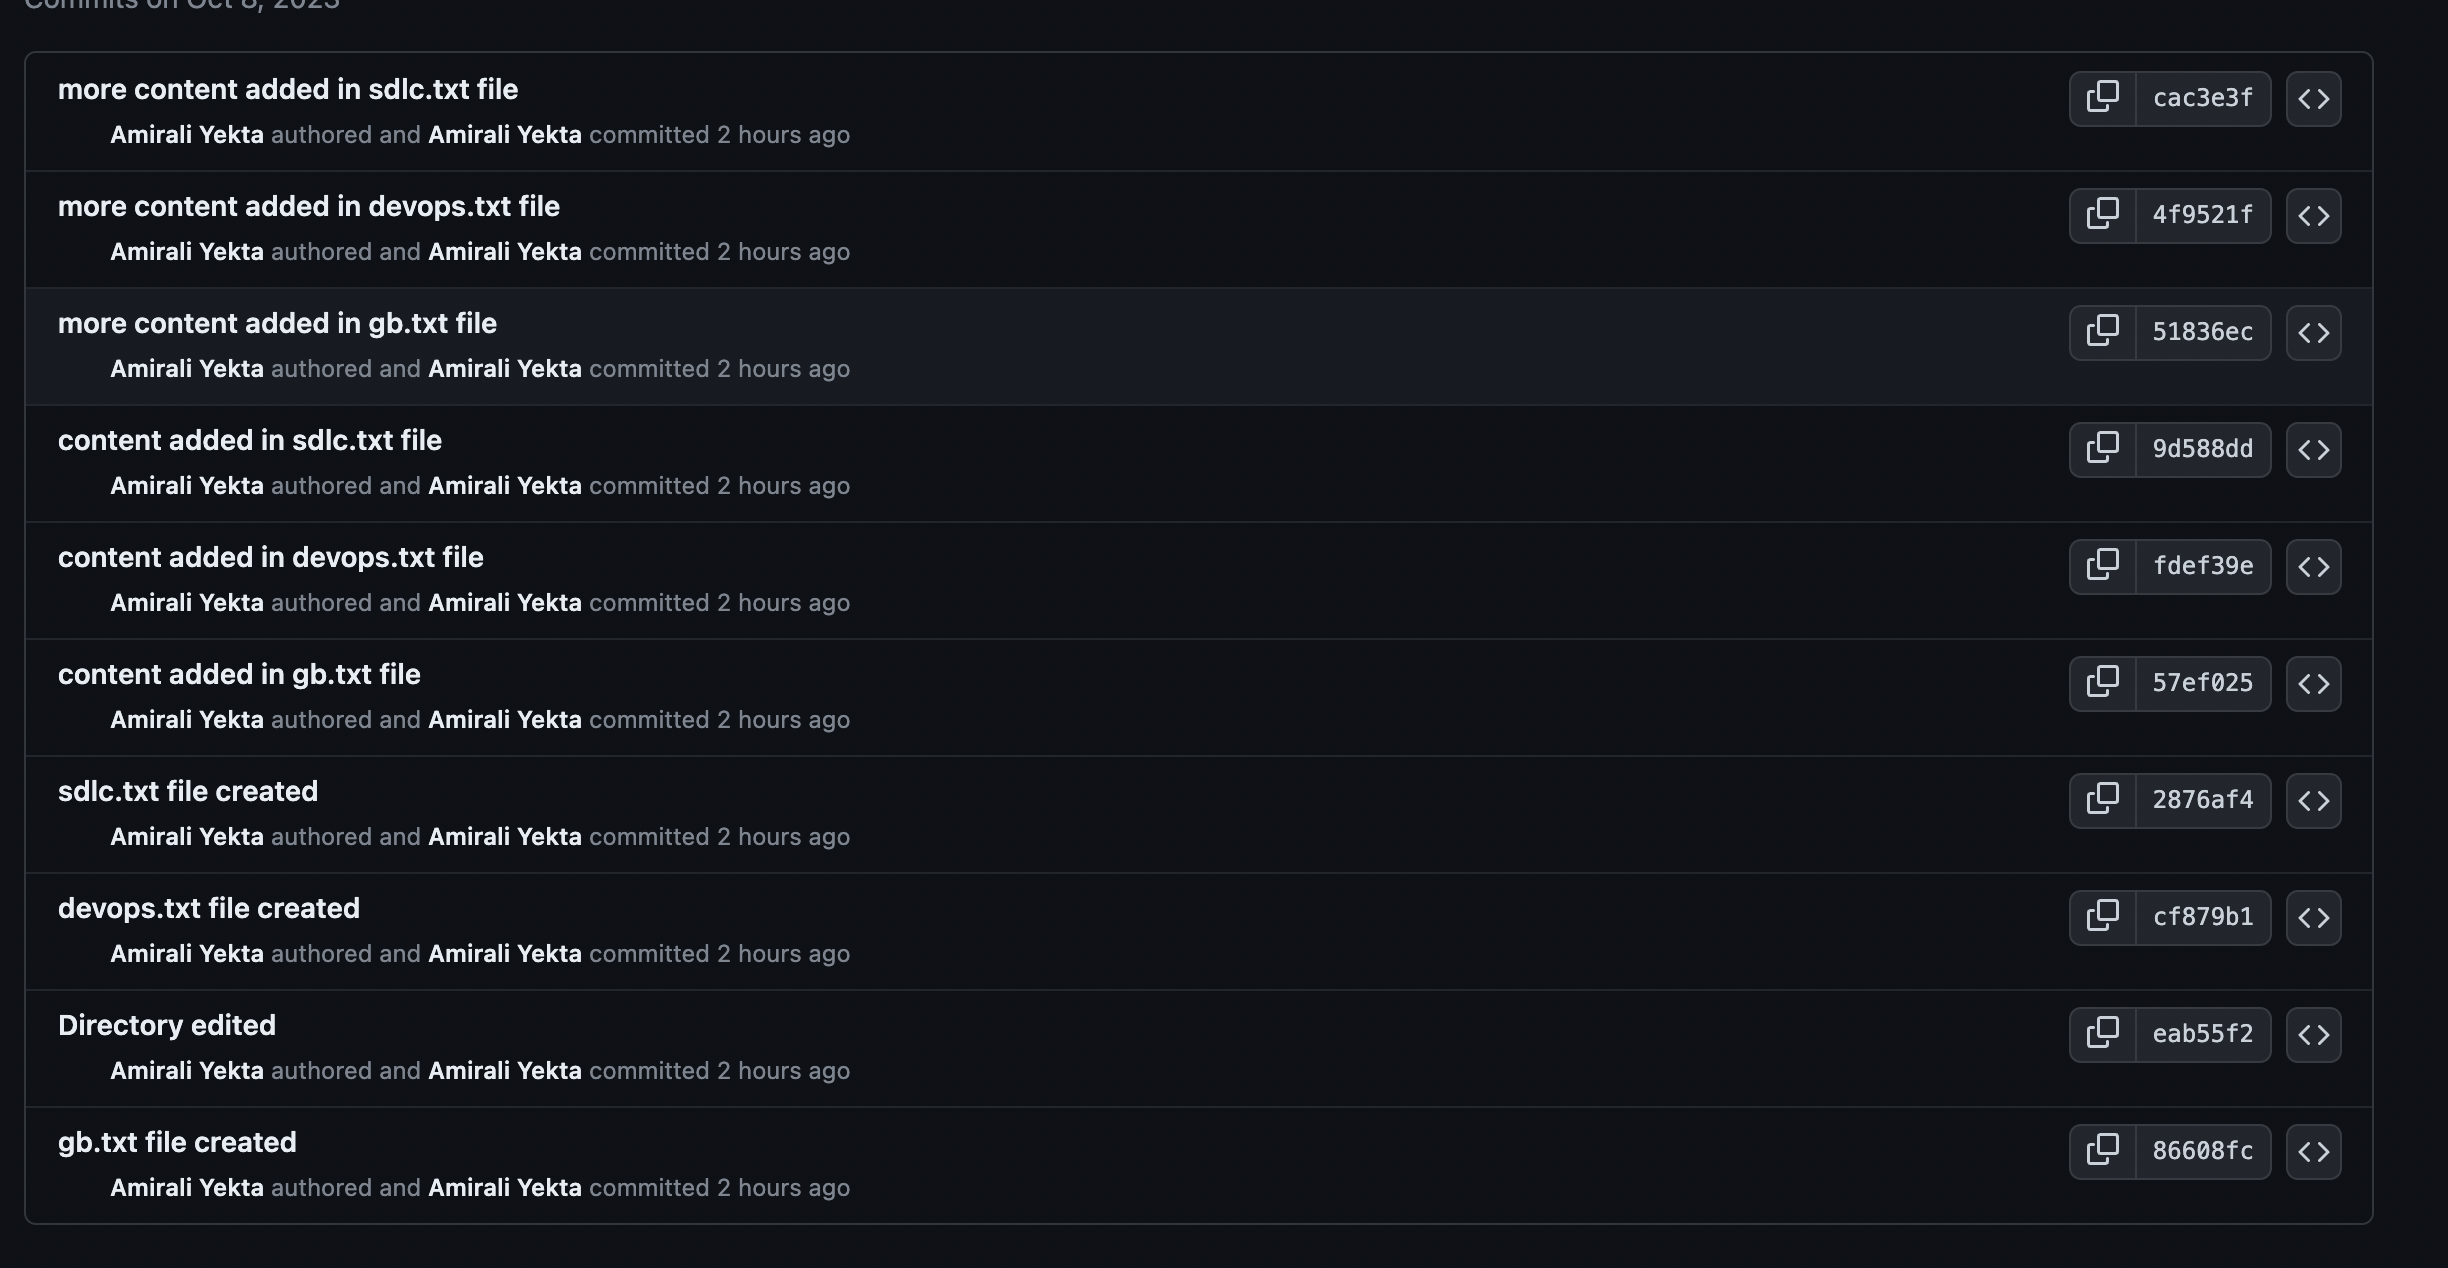 Commits on Oct 8, 2023
more content added in sdlc.txt file
cac3e3f
Amirali Yekta authored and Amirali Yekta committed 2 hours ago
more content added in devops.txt file
4f9521f
Amirali Yekta authored and Amirali Yekta committed 2 hours ago
more content added in gb.txt file
51836ec
Amirali Yekta authored and Amirali Yekta committed 2 hours ago
content added in sdlc.txt file
9d588dd
Amirali Yekta authored and Amirali Yekta committed 2 hours ago
content added in devops.txt file
fdef39e
Amirali Yekta authored and Amirali Yekta committed 2 hours ago
content added in gb.txt file
57ef025
Amirali Yekta authored and Amirali Yekta committed 2 hours ago
sdlc.txt file created
2876af4
Amirali Yekta authored and Amirali Yekta committed 2 hours ago
devops.txt file created
cf879b1
Amirali Yekta authored and Amirali Yekta committed 2 hours ago
Directory edited
eab55f2
Amirali Yekta authored and Amirali Yekta committed 2 hours ago
gb.txt file created
86608fc
Amirali Yekta authored and Amirali Yekta committed 2 hours ago